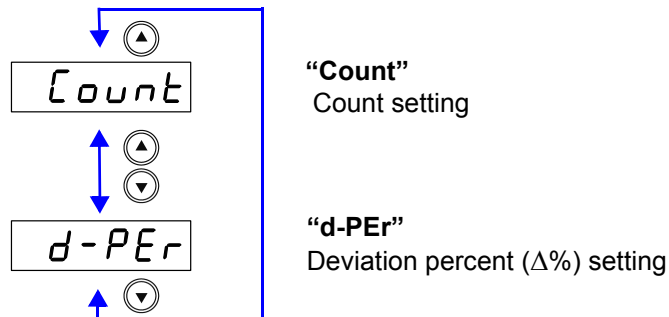 Count
“Count”
Count setting
d-PEr
“d-PEr”
Deviation percent (Δ%) setting